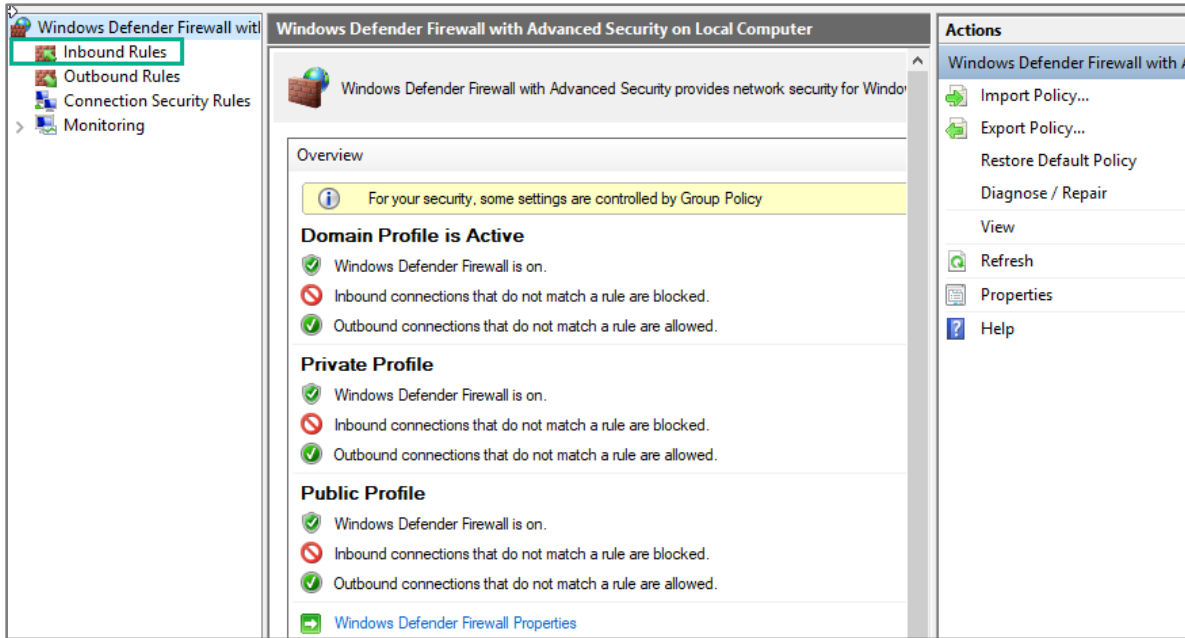 Windows Defender Firewall with
Inbound Rules
Outbound Rules
Connection Security Rules
Monitoring
Windows Defender Firewall with Advanced Security on Local Computer
Windows Defender Firewall with Advanced Security provides network security for Window
Overview
For your security, some settings are controlled by Group Policy
Domain Profile is Active
Windows Defender Firewall is on.
Inbound connections that do not match a rule are blocked.
Outbound connections that do not match a rule are allowed.
Private Profile
Windows Defender Firewall is on.
Inbound connections that do not match a rule are blocked.
Outbound connections that do not match a rule are allowed.
Public Profile
Windows Defender Firewall is on.
Inbound connections that do not match a rule are blocked.
Outbound connections that do not match a rule are allowed.
Windows Defender Firewall Properties
Actions
Windows Defender Firewall with A
Import Policy...
Export Policy...
Restore Default Policy
Diagnose / Repair
View
Refresh
Properties
Help